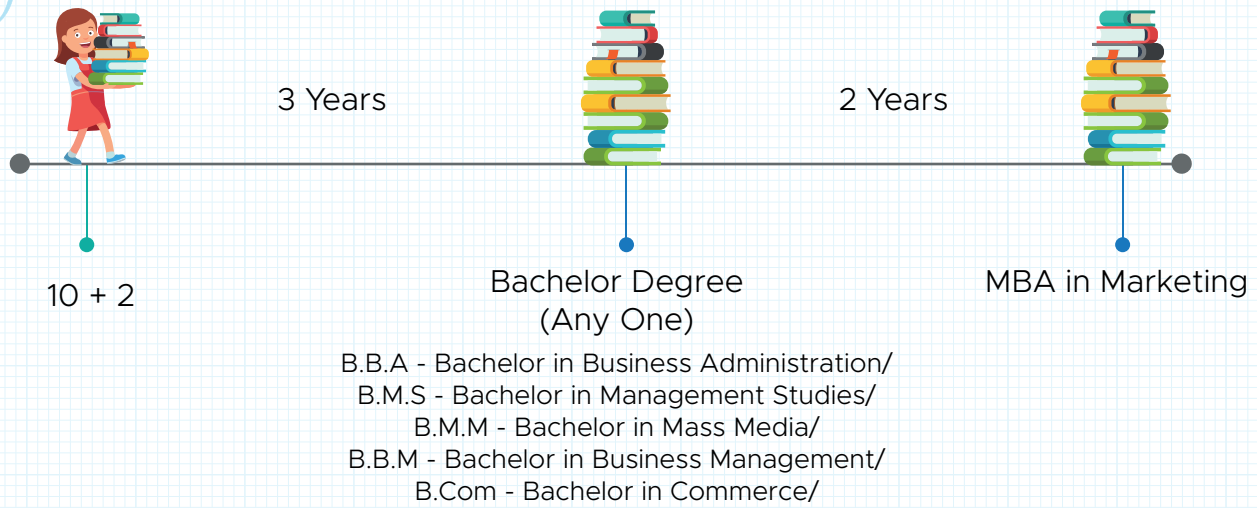 3 Years
2 Years
10 + 2
Bachelor Degree
(Any One)
B.B.A - Bachelor in Business Administration/
B.M.S - Bachelor in Management Studies/
B.M.M - Bachelor in Mass Media/
B.B.M - Bachelor in Business Management/
B.Com - Bachelor in Commerce/
MBA in Marketing